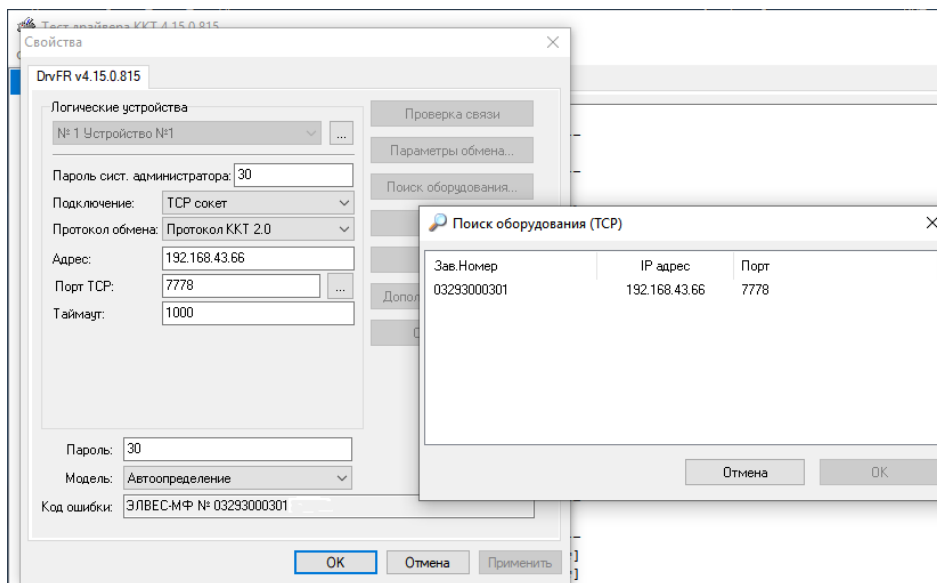 Тест драйвера ККТ 4.15.0.815
Свойства
DrvFR v4.15.0.815
Логические устройства
№ 1 Устройство №1
...
Пароль сист. администратора: 30
Подключение: TCP сокет
Протокол обмена: Протокол ККТ 2.0
Адрес: 192.168.43.66
Порт TCP: 7778 ...
Таймаут: 1000
Проверка связи
Параметры обмена...
Поиск оборудования...
Пароль: 30
Модель: Автоопределение
Код ошибки: ЭЛВЕС-МФ № 03293000301
OK
Отмена
Применить
Поиск оборудования (TCP)
Зав.Номер IP адрес Порт
03293000301 192.168.43.66 7778
Отмена
OK